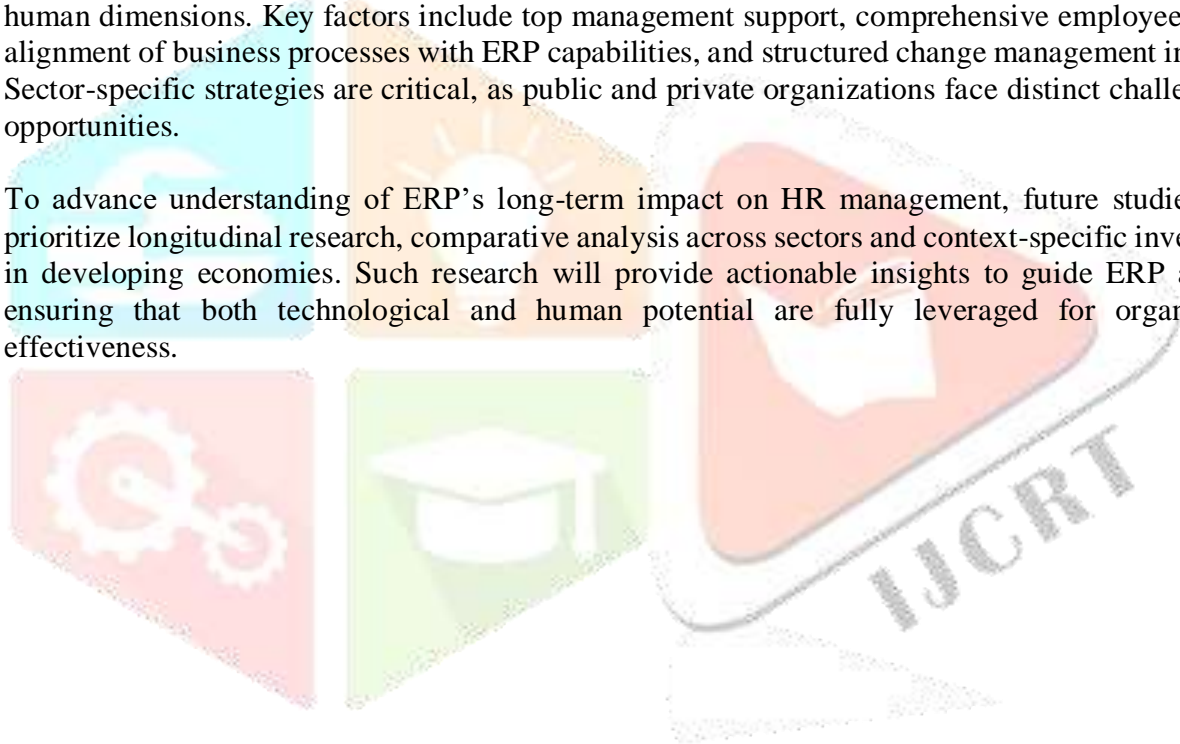 human dimensions. Key factors include top management support, comprehensive employee
alignment of business processes with ERP capabilities, and structured change management in
Sector-specific strategies are critical, as public and private organizations face distinct challe
opportunities.
To advance understanding of ERP’s long-term impact on HR management, future studie
prioritize longitudinal research, comparative analysis across sectors and context-specific inve
in developing economies. Such research will provide actionable insights to guide ERP a
ensuring that both technological and human potential are fully leveraged for organ
effectiveness.
IJCRT